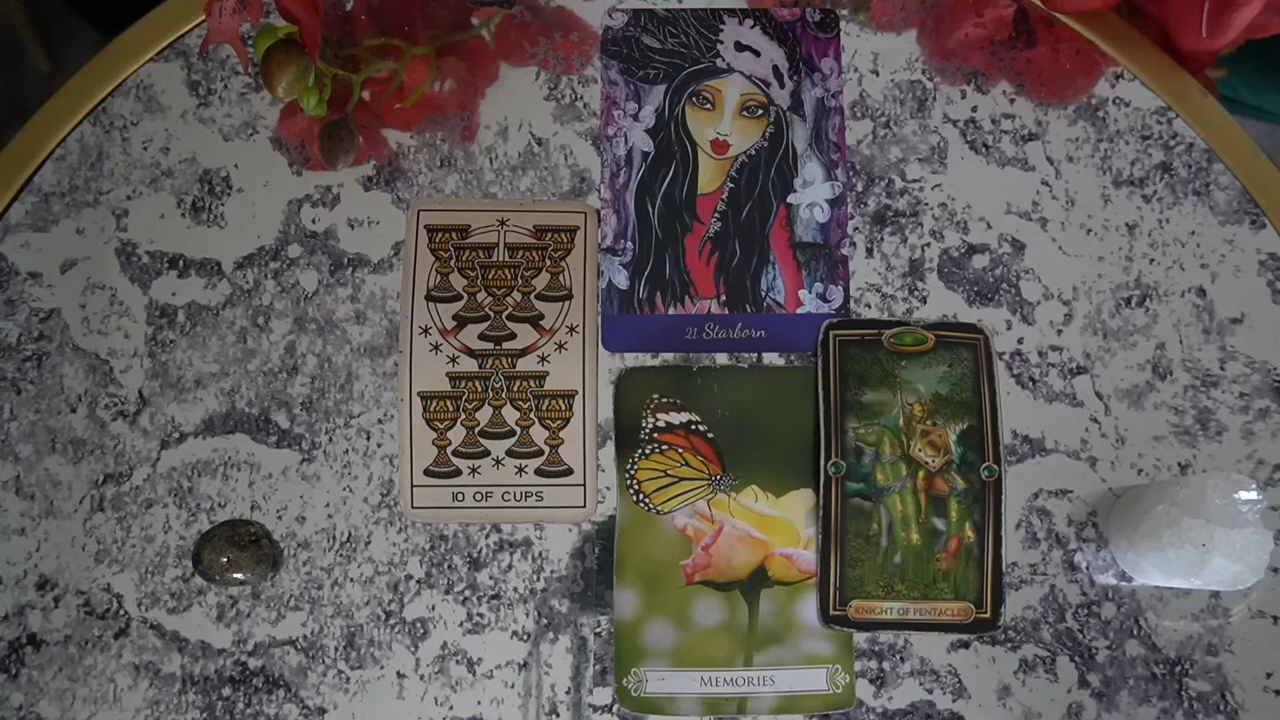 21 Starborn
10 OF CUPS
KNIGHT OF PENTACLES
MEMORIES